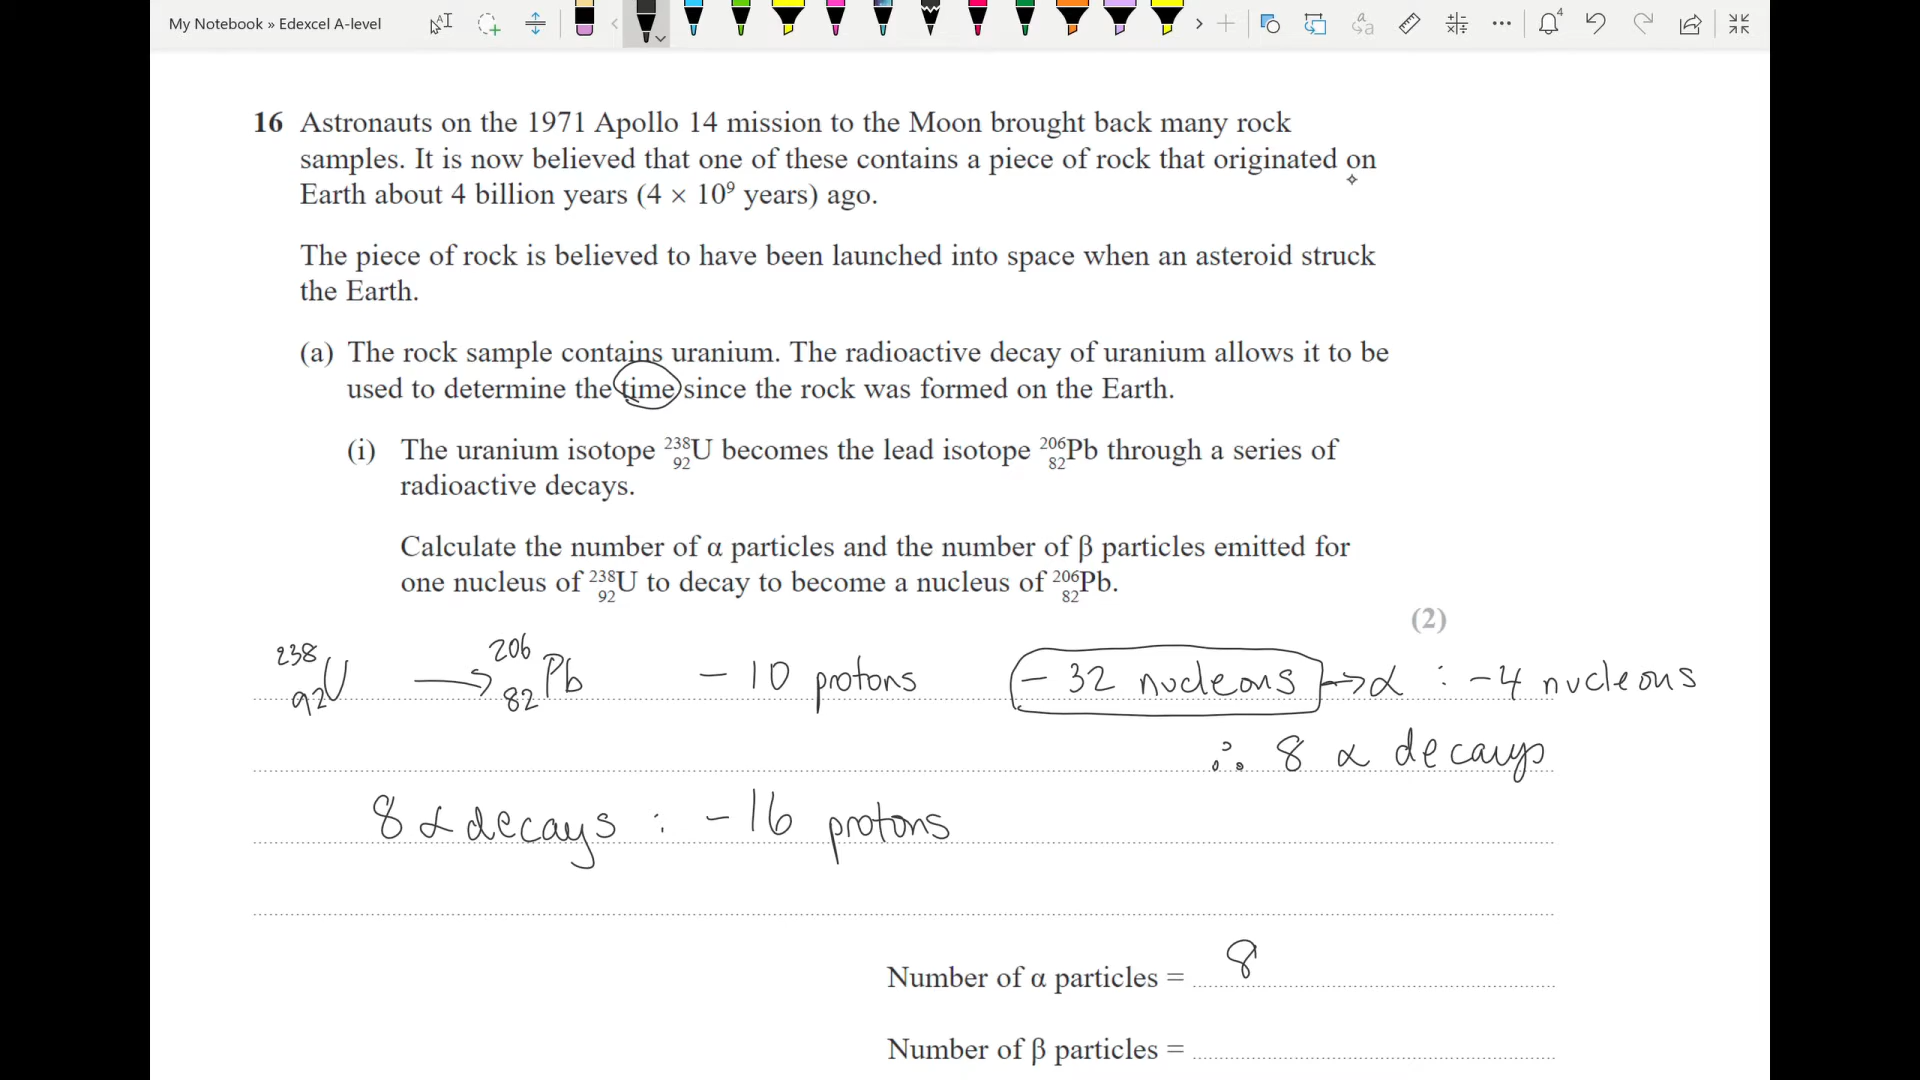 My Notebook » Edexcel A-level
16 Astronauts on the 1971 Apollo 14 mission to the Moon brought back many rock
samples. It is now believed that one of these contains a piece of rock that originated on
Earth about 4 billion years (4 × 10⁹ years) ago.
The piece of rock is believed to have been launched into space when an asteroid struck
the Earth.
(a) The rock sample contains uranium. The radioactive decay of uranium allows it to be
used to determine the time since the rock was formed on the Earth.
(i) The uranium isotope ²³⁸₉₂U becomes the lead isotope ²⁰⁶₈₂Pb through a series of
radioactive decays.
Calculate the number of α particles and the number of β particles emitted for
one nucleus of ²³⁸₉₂U to decay to become a nucleus of ²⁰⁶₈₂Pb.
(2)
²³⁸₉₂U → ²⁰⁶₈₂Pb - 10 protons - 32 nucleons → α : -4 nucleons
∴ 8 α decays
8 α decays : - 16 protons
Number of α particles = 8
Number of β particles =